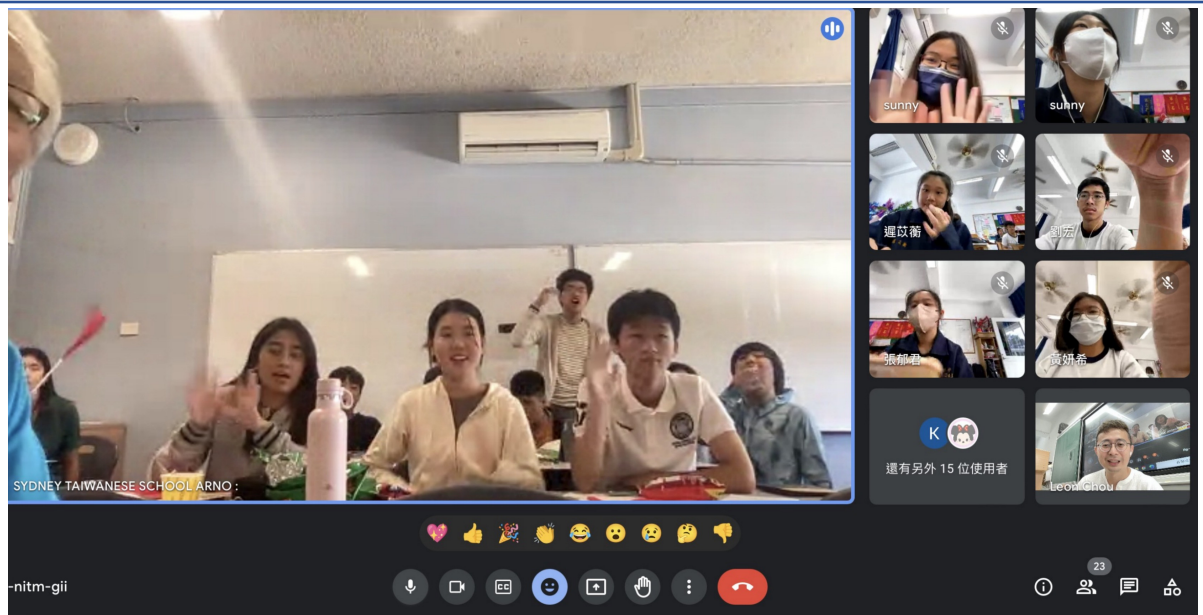 SYDNEY TAIWANESE SCHOOL ARNO :
sunny
sunny
遲苡蘅
劉宏
張郁君
黃妍希
K
還有另外 15 位使用者
Leon Chou
-nitm-gii
CC
23